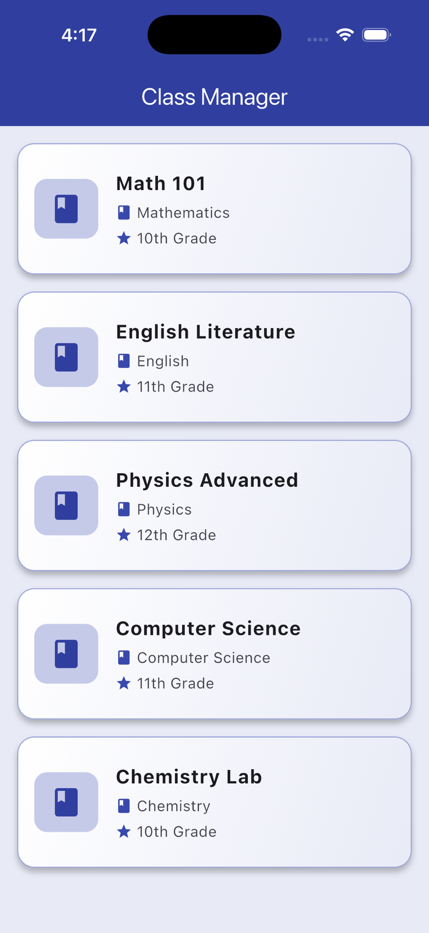 4:17
Class Manager
Math 101
Mathematics
10th Grade
English Literature
English
11th Grade
Physics Advanced
Physics
12th Grade
Computer Science
Computer Science
11th Grade
Chemistry Lab
Chemistry
10th Grade